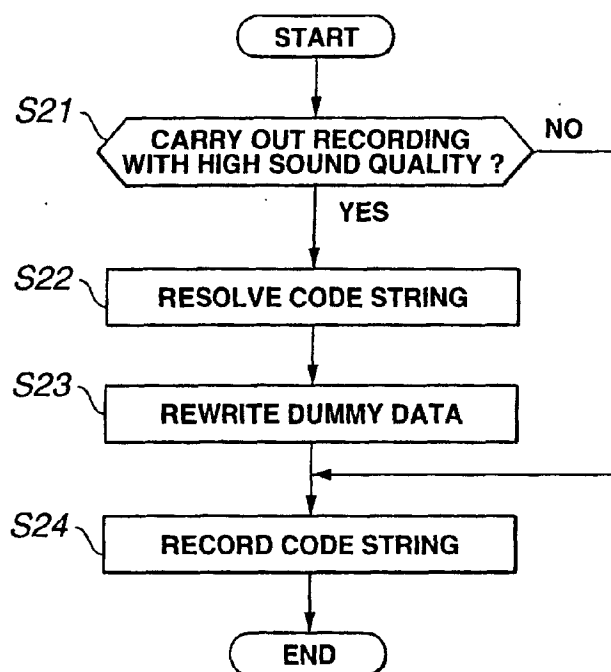 START
S21
CARRY OUT RECORDING
WITH HIGH SOUND QUALITY ?
NO
YES
S22
RESOLVE CODE STRING
S23
REWRITE DUMMY DATA
S24
RECORD CODE STRING
END